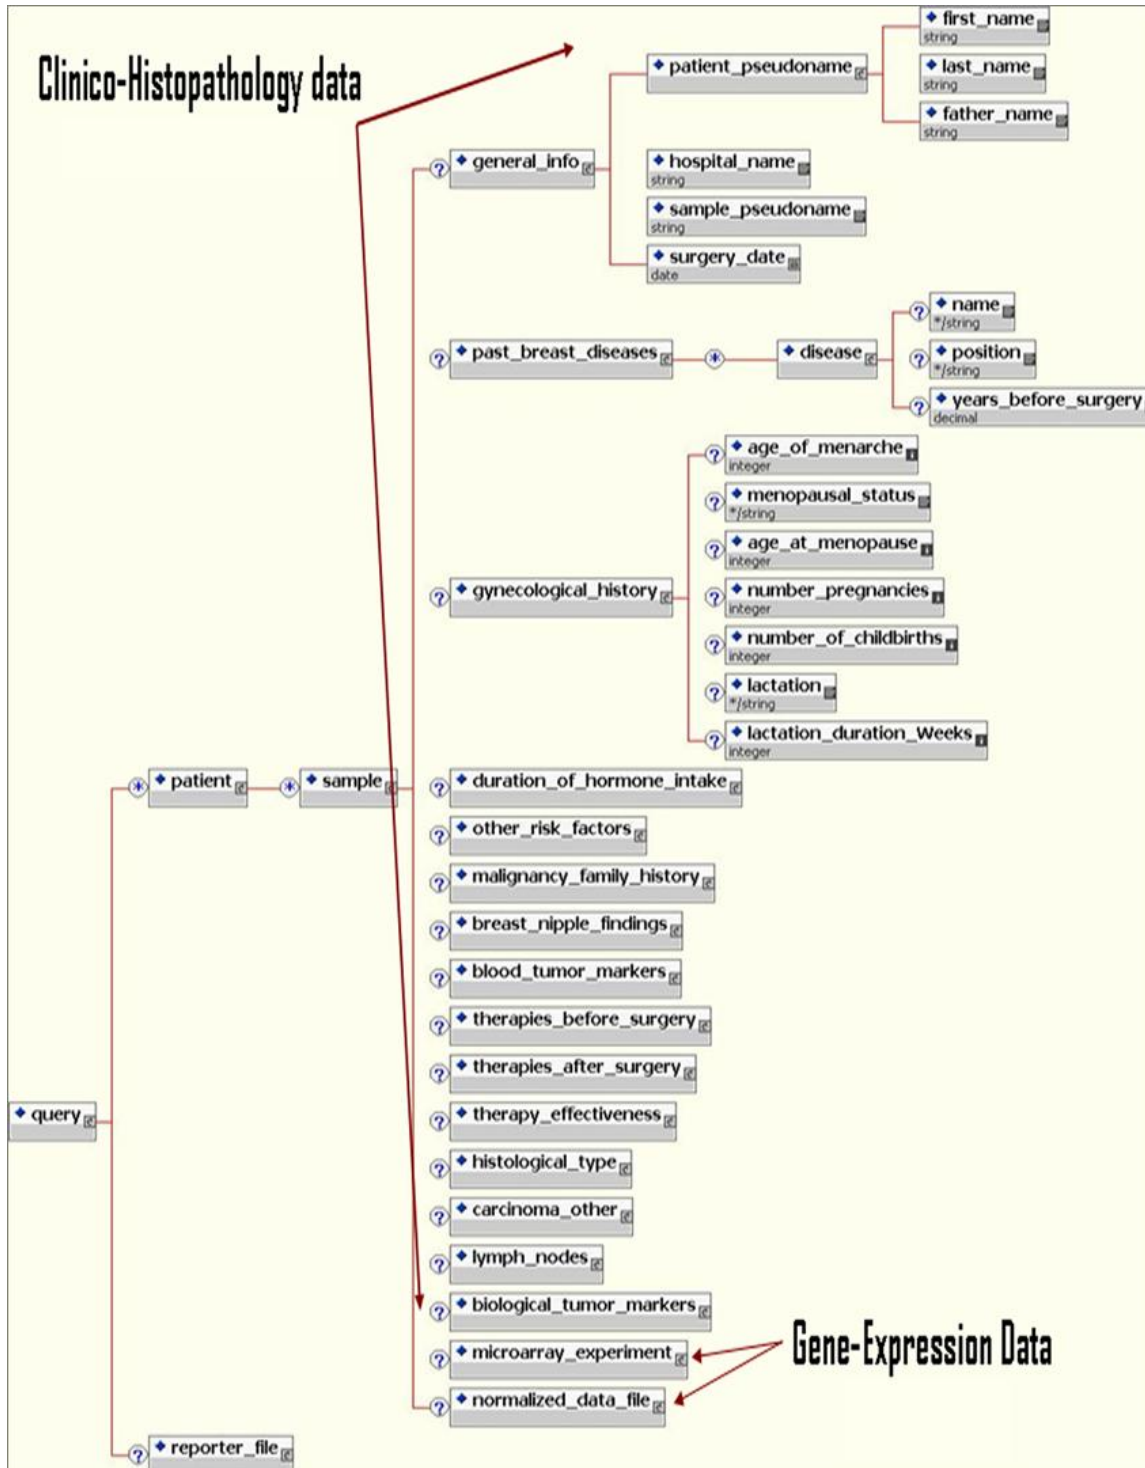 Clinico-Histopathology data
first_name
string
patient_pseudoname
last_name
string
father_name
string
general_info
hospital_name
string
sample_pseudoname
string
surgery_date
date
name
*/string
past_breast_diseases
disease
position
*/string
years_before_surgery
decimal
age_of_menarche
integer
menopausal_status
*/string
age_at_menopause
integer
gynecological_history
number_pregnancies
integer
number_of_childbirths
integer
lactation
*/string
lactation_duration_Weeks
integer
patient
sample
duration_of_hormone_intake
other_risk_factors
malignancy_family_history
breast_nipple_findings
blood_tumor_markers
therapies_before_surgery
therapies_after_surgery
query
therapy_effectiveness
histological_type
carcinoma_other
lymph_nodes
biological_tumor_markers
microarray_experiment
Gene-Expression Data
normalized_data_file
reporter_file